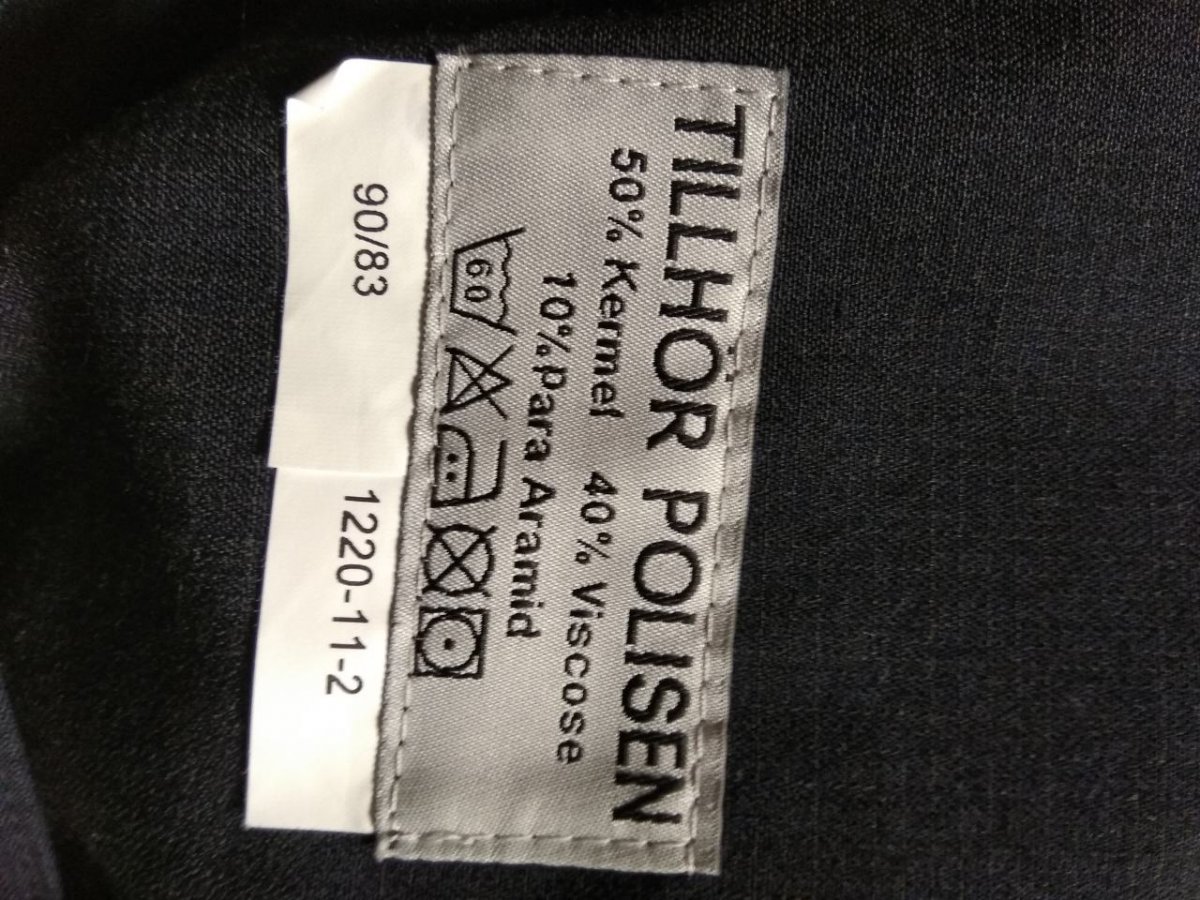 TILLHÖR POLISEN
50% Kermel 40% Viscose
10% Para Aramid
60
90/83
1220-11-2